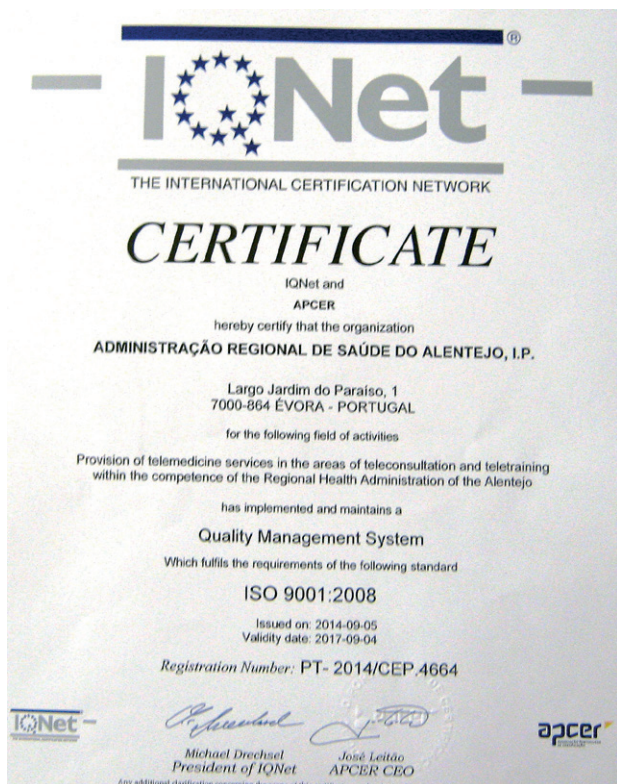 IQNet ®
THE INTERNATIONAL CERTIFICATION NETWORK
CERTIFICATE
IQNet and
APCER
hereby certify that the organization
ADMINISTRAÇÃO REGIONAL DE SAÚDE DO ALENTEJO, I.P.
Largo Jardim do Paraíso, 1
7000-864 ÉVORA - PORTUGAL
for the following field of activities
Provision of telemedicine services in the areas of teleconsultation and teletraining
within the competence of the Regional Health Administration of the Alentejo
has implemented and maintains a
Quality Management System
Which fulfils the requirements of the following standard
ISO 9001:2008
Issued on: 2014-09-05
Validity date: 2017-09-04
Registration Number: PT- 2014/CEP.4664
IQNet
apcer
Michael Drechsel
President of IQNet
José Leitão
APCER CEO